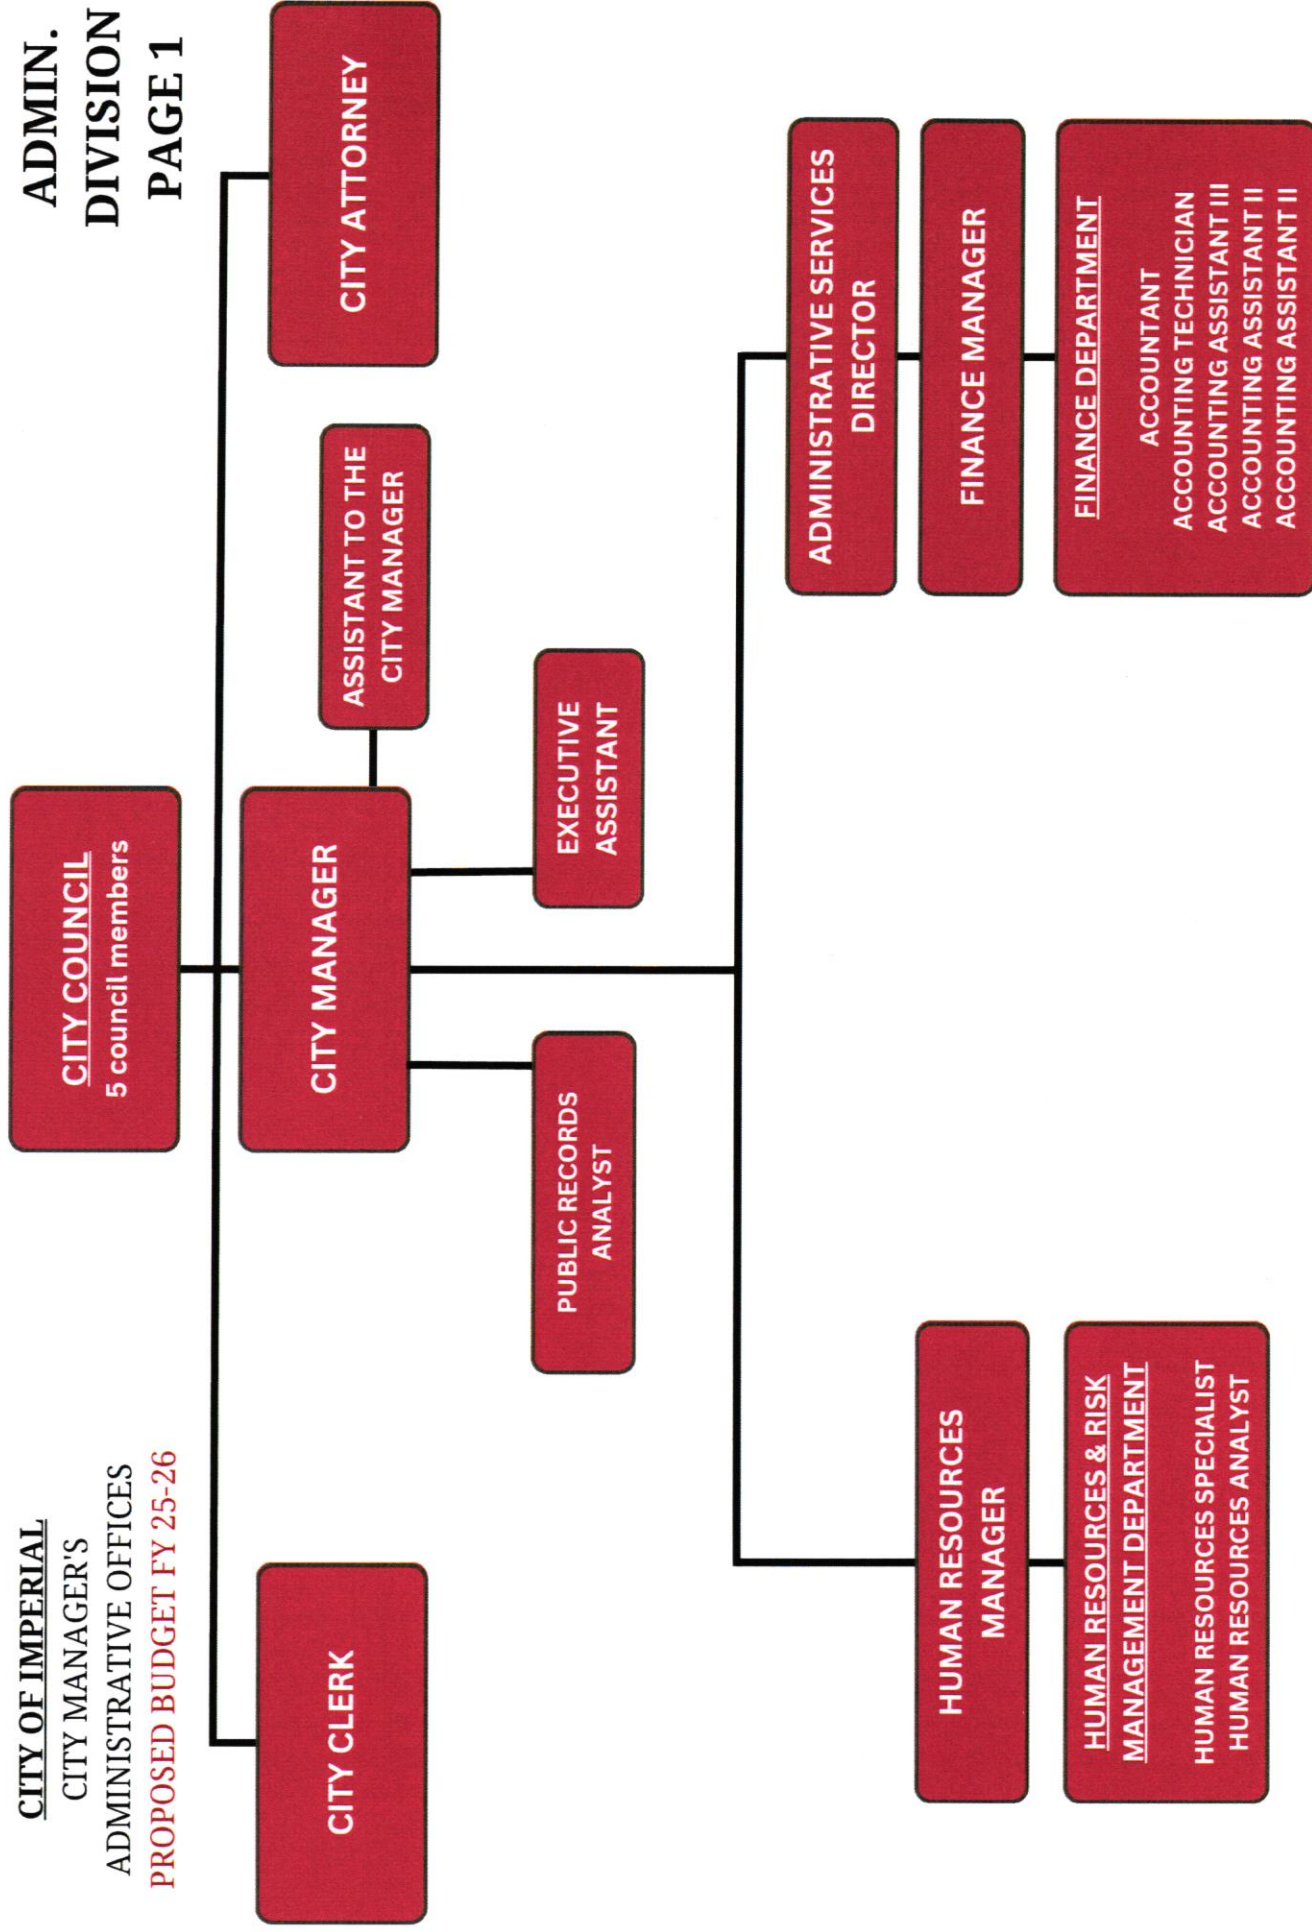 CITY OF IMPERIAL
CITY MANAGER'S
ADMINISTRATIVE OFFICES
PROPOSED BUDGET FY 25-26
ADMIN.
DIVISION
PAGE 1
CITY COUNCIL
5 council members
CITY CLERK
CITY MANAGER
CITY ATTORNEY
ASSISTANT TO THE
CITY MANAGER
PUBLIC RECORDS
ANALYST
EXECUTIVE
ASSISTANT
HUMAN RESOURCES
MANAGER
HUMAN RESOURCES & RISK
MANAGEMENT DEPARTMENT
HUMAN RESOURCES SPECIALIST
HUMAN RESOURCES ANALYST
ADMINISTRATIVE SERVICES
DIRECTOR
FINANCE MANAGER
FINANCE DEPARTMENT
ACCOUNTANT
ACCOUNTING TECHNICIAN
ACCOUNTING ASSISTANT III
ACCOUNTING ASSISTANT II
ACCOUNTING ASSISTANT II